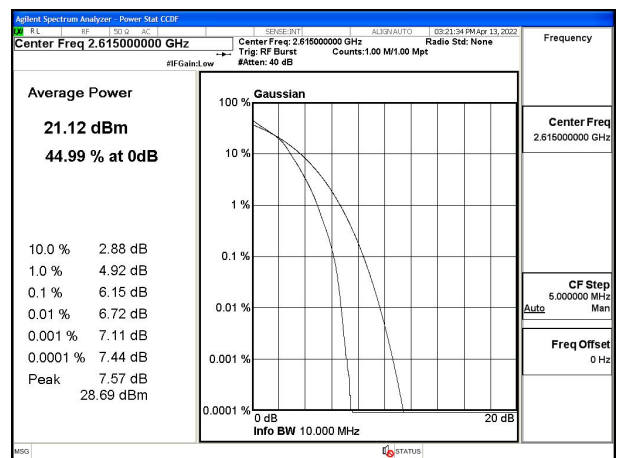 Agilent Spectrum Analyzer - Power Stat CCDF
RL RF 50 Ω AC SENSE:INT ALIGN AUTO 03:21:34 PM Apr 13, 2022
Center Freq 2.615000000 GHz
Center Freq: 2.615000000 GHz Radio Std: None
Trig: RF Burst Counts:1.00 M/1.00 Mpt
#IFGain:Low #Atten: 40 dB
Frequency
Average Power
21.12 dBm
44.99 % at 0dB
10.0 % 2.88 dB
1.0 % 4.92 dB
0.1 % 6.15 dB
0.01 % 6.72 dB
0.001 % 7.11 dB
0.0001 % 7.44 dB
Peak 7.57 dB
28.69 dBm
Gaussian
100 %
10 %
1 %
0.1 %
0.01 %
0.001 %
0.0001 %
0 dB 20 dB
Info BW 10.000 MHz
Center Freq
2.615000000 GHz
CF Step
5.000000 MHz
Auto Man
Freq Offset
0 Hz
MSG STATUS